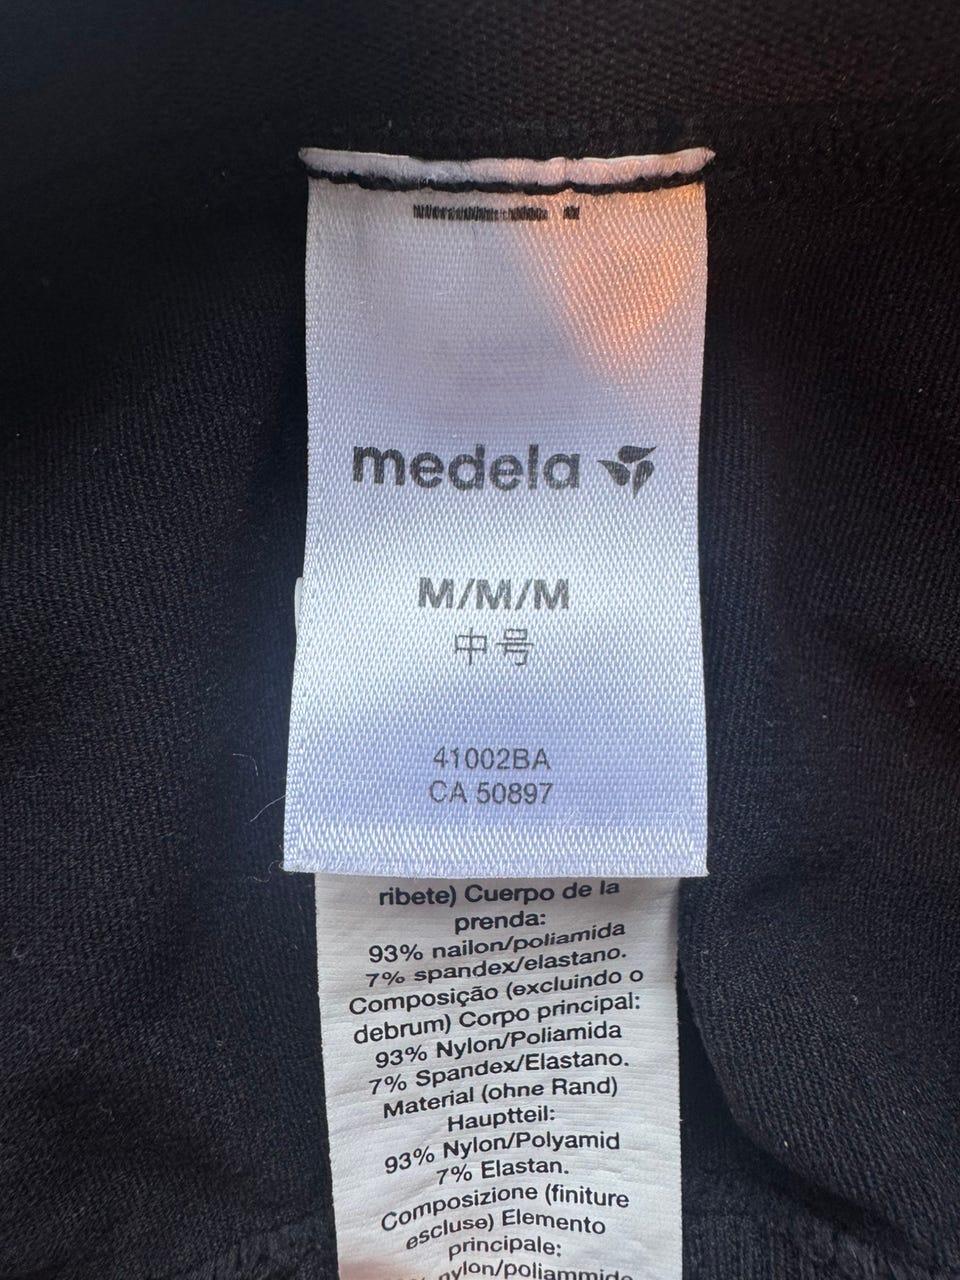 medela
M/M/M
中号
41002BA
CA 50897
ribete) Cuerpo de la
prenda:
93% nailon/poliamida
7% spandex/elastano.
Composição (excluindo o
debrum) Corpo principal:
93% Nylon/Poliamida
7% Spandex/Elastano.
Material (ohne Rand)
Hauptteil:
93% Nylon/Polyamid
7% Elastan.
Composizione (finiture
escluse) Elemento
principale:
nylon/poliammide